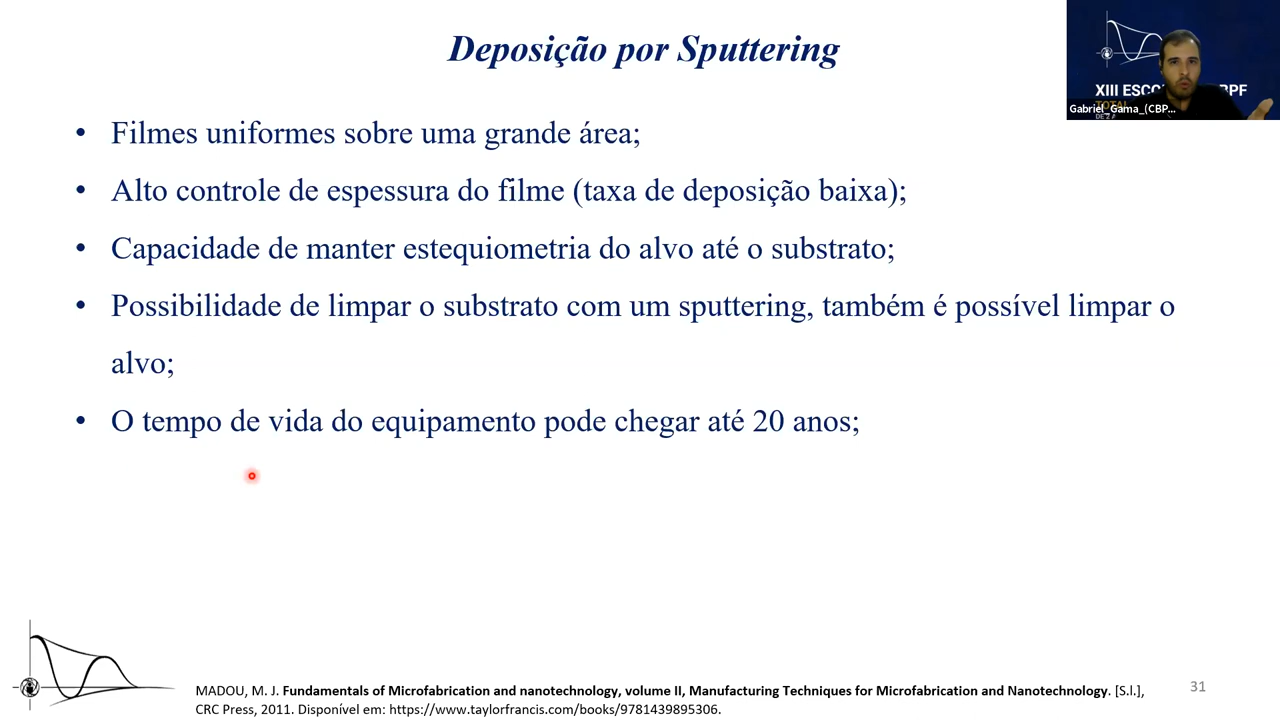 Deposição por Sputtering
• Filmes uniformes sobre uma grande área;
• Alto controle de espessura do filme (taxa de deposição baixa);
• Capacidade de manter estequiometria do alvo até o substrato;
• Possibilidade de limpar o substrato com um sputtering, também é possível limpar o
alvo;
• O tempo de vida do equipamento pode chegar até 20 anos;
XIII ESCO BPF
Gabriel_Gama_(CBP...
MADOU, M. J. Fundamentals of Microfabrication and nanotechnology, volume II, Manufacturing Techniques for Microfabrication and Nanotechnology. [S.l.],
CRC Press, 2011. Disponível em: https://www.taylorfrancis.com/books/9781439895306.
31